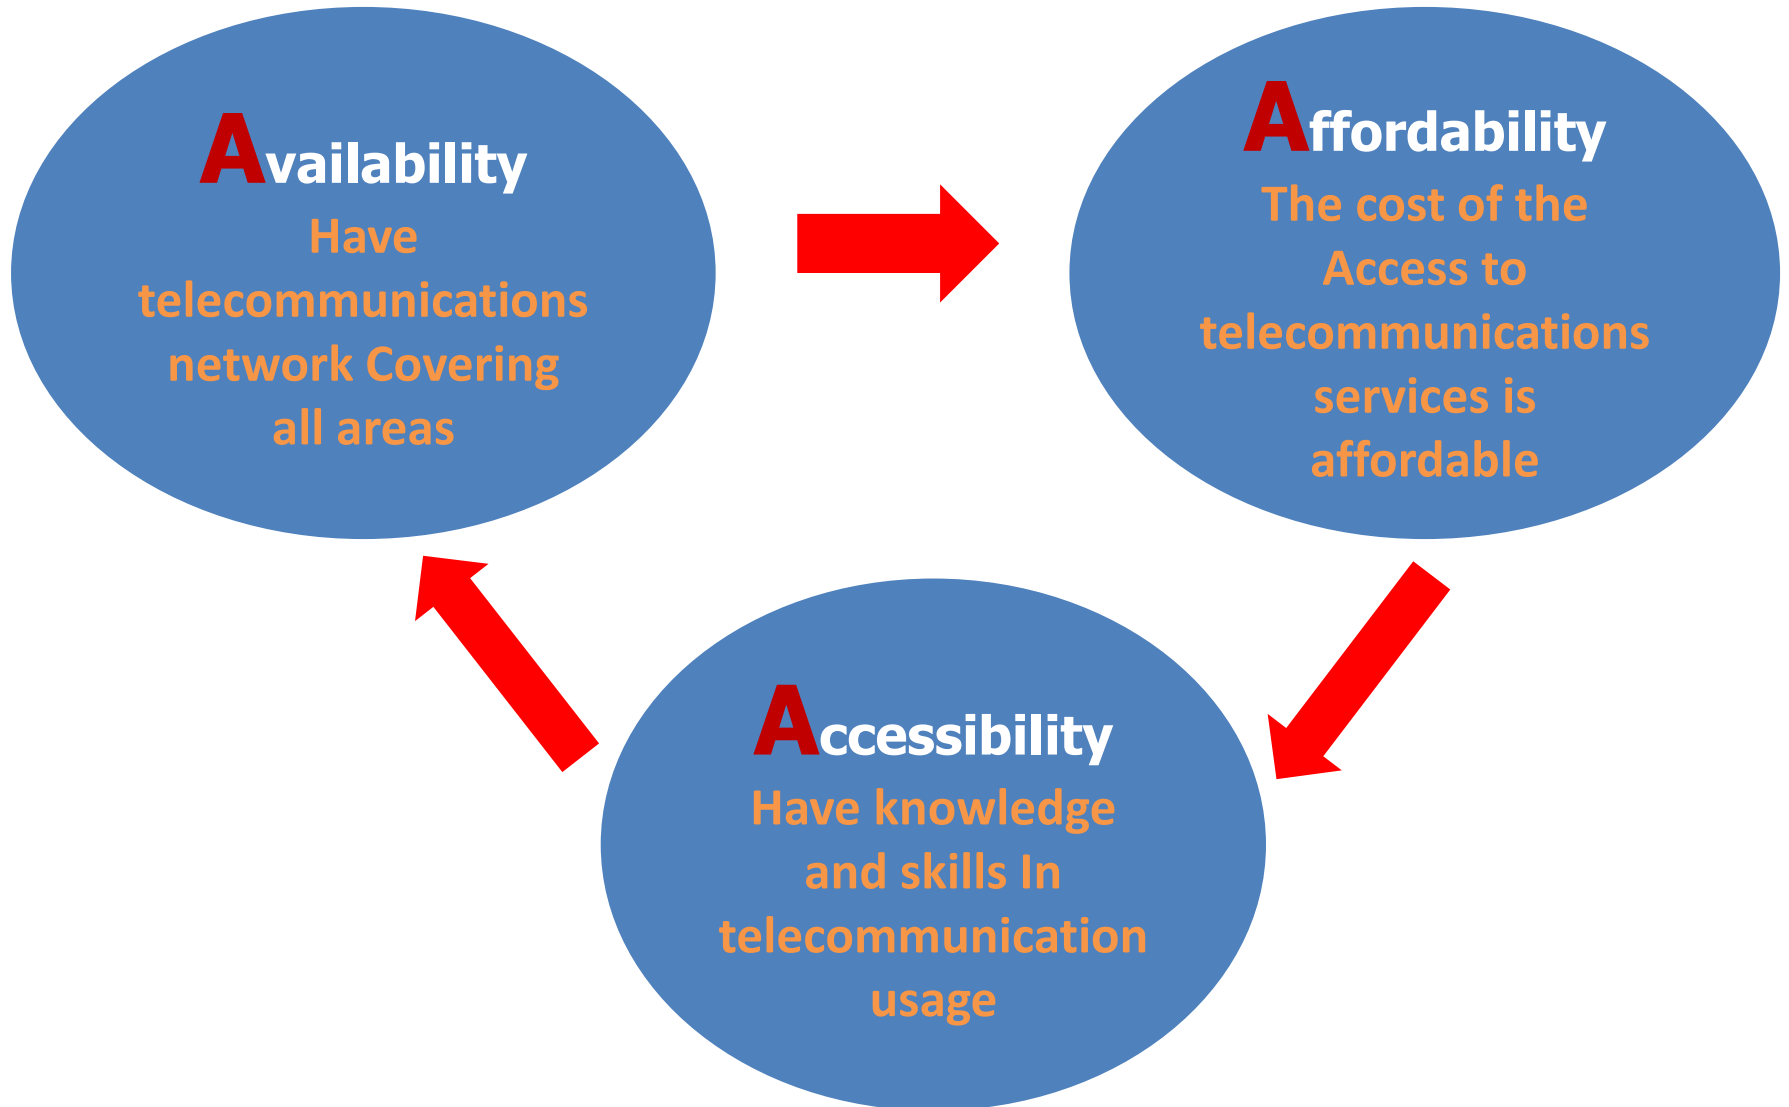 Availability
Have
telecommunications
network Covering
all areas
Affordability
The cost of the
Access to
telecommunications
services is
affordable
Accessibility
Have knowledge
and skills In
telecommunication
usage